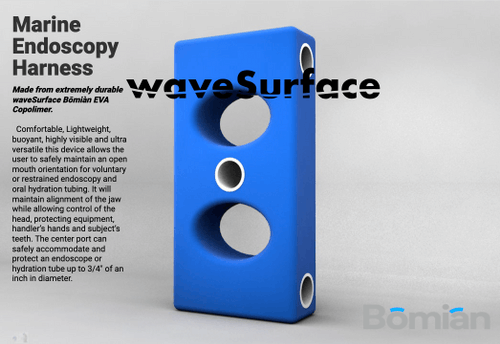 Marine
Endoscopy
Harness
Made from extremely durable
waveSurface Bömiàn EVA
Copolimer.
waveSurface
Comfortable, Lightweight,
buoyant, highly visible and ultra
versatile this device allows the
user to safely maintain an open
mouth orientation for voluntary
or restrained endoscopy and
oral hydration tubing. It will
maintain alignment of the jaw
while allowing control of the
head, protecting equipment,
handler's hands and subject's
teeth. The center port can
safely accommodate and
protect an endoscope or
hydration tube up to 3/4" of an
inch in diameter.
Bömiàn